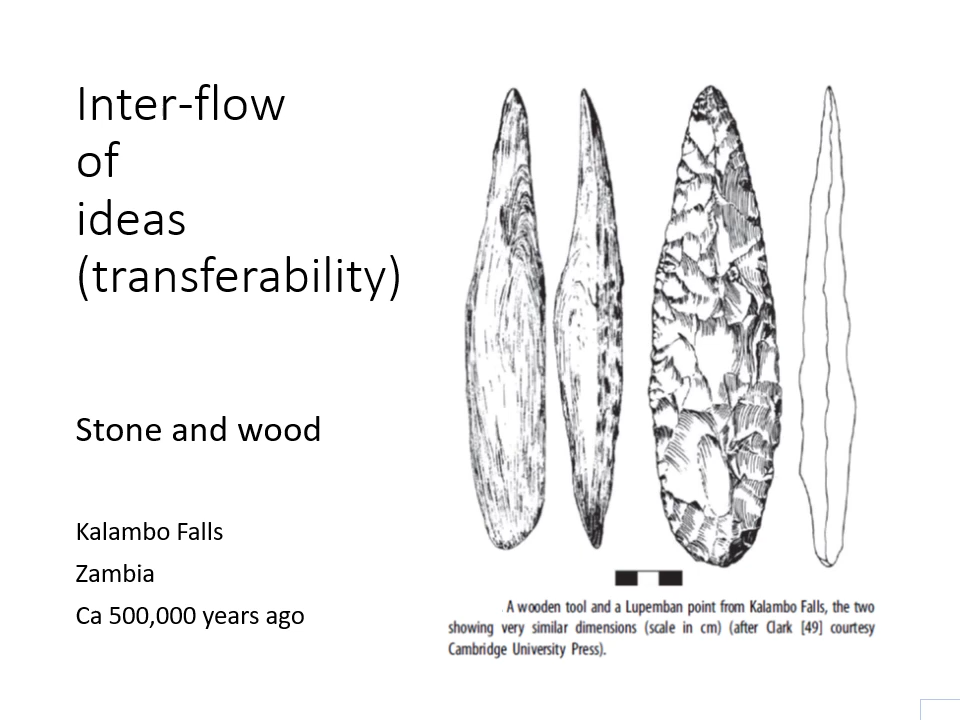 Inter-flow
of
ideas
(transferability)
Stone and wood
Kalambo Falls
Zambia
Ca 500,000 years ago
A wooden tool and a Lupemban point from Kalambo Falls, the two
showing very similar dimensions (scale in cm) (after Clark [49] courtesy
Cambridge University Press).